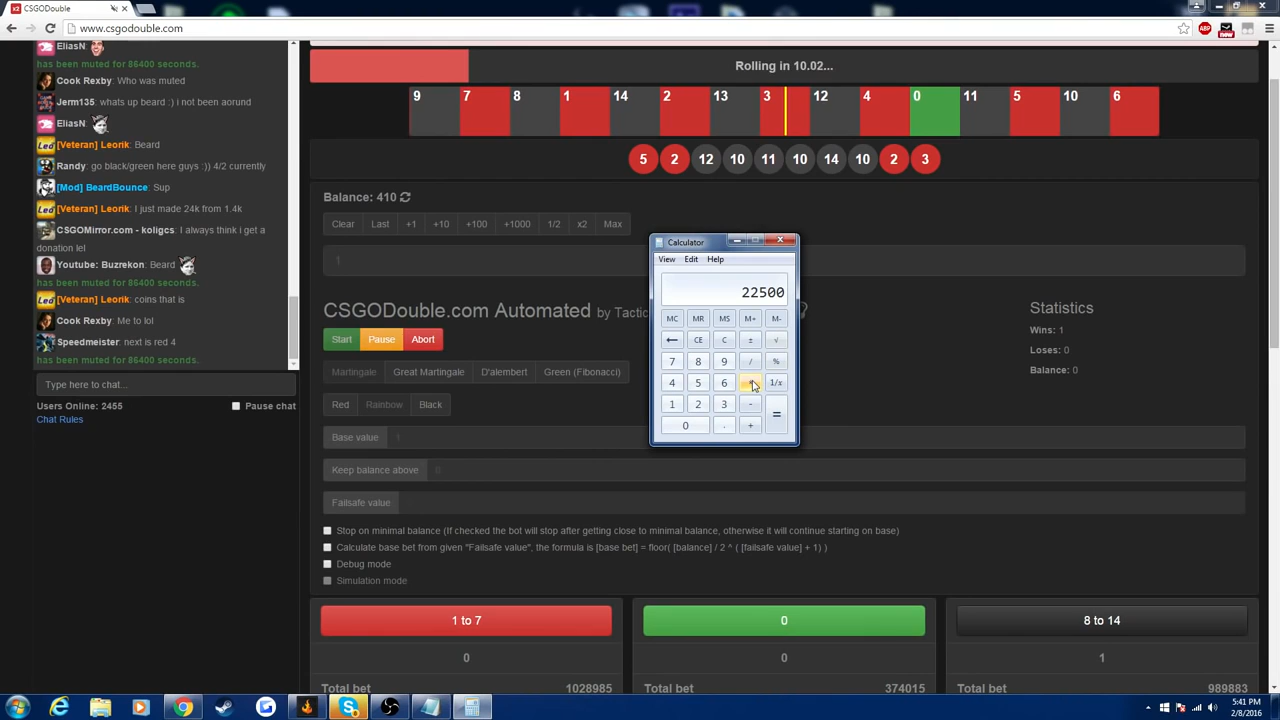 CSGODouble
www.csgodouble.com
ABP
new
EliasN:
has been muted for 86400 seconds.
Cook Rexby: Who was muted
Jerm135: whats up beard :) i not been aorund
EliasN:
[Veteran] Leorik: Beard
Randy: go black/green here guys :)) 4/2 currently
[Mod] BeardBounce: Sup
[Veteran] Leorik: I just made 24k from 1.4k
CSGOMirror.com - koligcs: I always think i get a
donation lel
Youtube: Buzrekon: Beard
has been muted for 86400 seconds.
[Veteran] Leorik: coins that is
Cook Rexby: Me to lol
Speedmeister: next is red 4
has been muted for 86400 seconds.
Type here to chat...
Users Online: 2455 Pause chat
Chat Rules
Rolling in 10.02...
9 7 8 1 14 2 13 3 12 4 0 11 5 10 6
5 2 12 10 11 10 14 10 2 3
Balance: 410
Clear Last +1 +10 +100 +1000 1/2 x2 Max
1
CSGODouble.com Automated by Tactic
Start Pause Abort
Martingale Great Martingale D'alembert Green (Fibonacci)
Red Rainbow Black
Base value 1
Keep balance above 0
Failsafe value
Stop on minimal balance (If checked the bot will stop after getting close to minimal balance, otherwise it will continue starting on base)
Calculate base bet from given "Failsafe value", the formula is [base bet] = floor( [balance] / 2 ^ ( [failsafe value] + 1) )
Debug mode
Simulation mode
Statistics
Wins: 1
Loses: 0
Balance: 0
Calculator
View Edit Help
22500
MC MR MS M+ M-
← CE C ± √
7 8 9 / %
4 5 6 * 1/x
1 2 3 - =
0 . +
1 to 7 0 8 to 14
0 0 1
Total bet 1028985 Total bet 374015 Total bet 989883
5:41 PM
2/8/2016